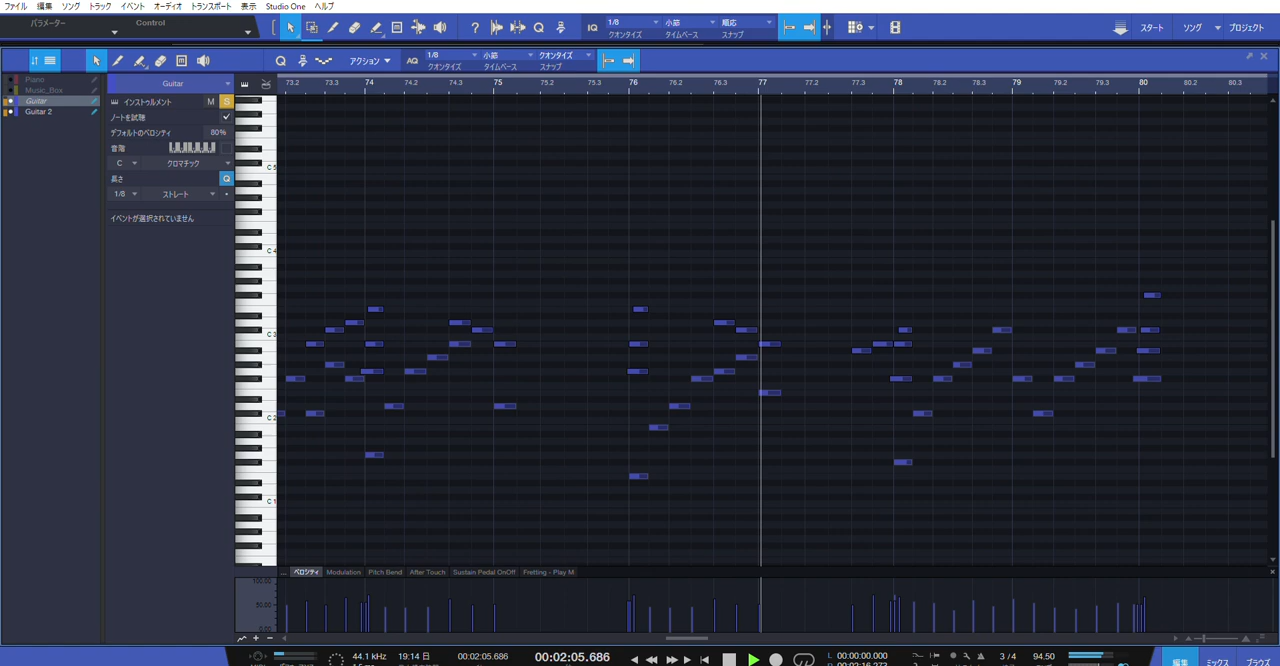 ファイル 編集 ソング トラック イベント オーディオ トランスポート 表示 Studio One ヘルプ
パラメーター Control
IQ 1/8 クオンタイズ 小節 タイムベース 順応 スナップ
スタート ソング プロジェクト
アクション AQ 1/8 クオンタイズ 小節 タイムベース クオンタイズ スナップ
Piano
Music_Box
Guitar
Guitar 2
Guitar
インストゥルメント M S
ノートを試聴
デフォルトのベロシティ 80%
音階
C クロマチック
長さ Q
1/8 ストレート
イベントが選択されていません
73.2 73.3 74 74.2 74.3 75 75.2 75.3 76 76.2 76.3 77 77.2 77.3 78 78.2 78.3 79 79.2 79.3 80 80.2 80.3
C 5
C 4
C 3
C 2
C 1
... ベロシティ Modulation Pitch Bend After Touch Sustain Pedal OnOff Fretting - Play M
100.00
50.00
0.00
44.1 kHz 19:14 日 00:02:05.686 00:02:05.686 L 00:00:00.000 3 / 4 94.50
編集 ミックス ブラウズ